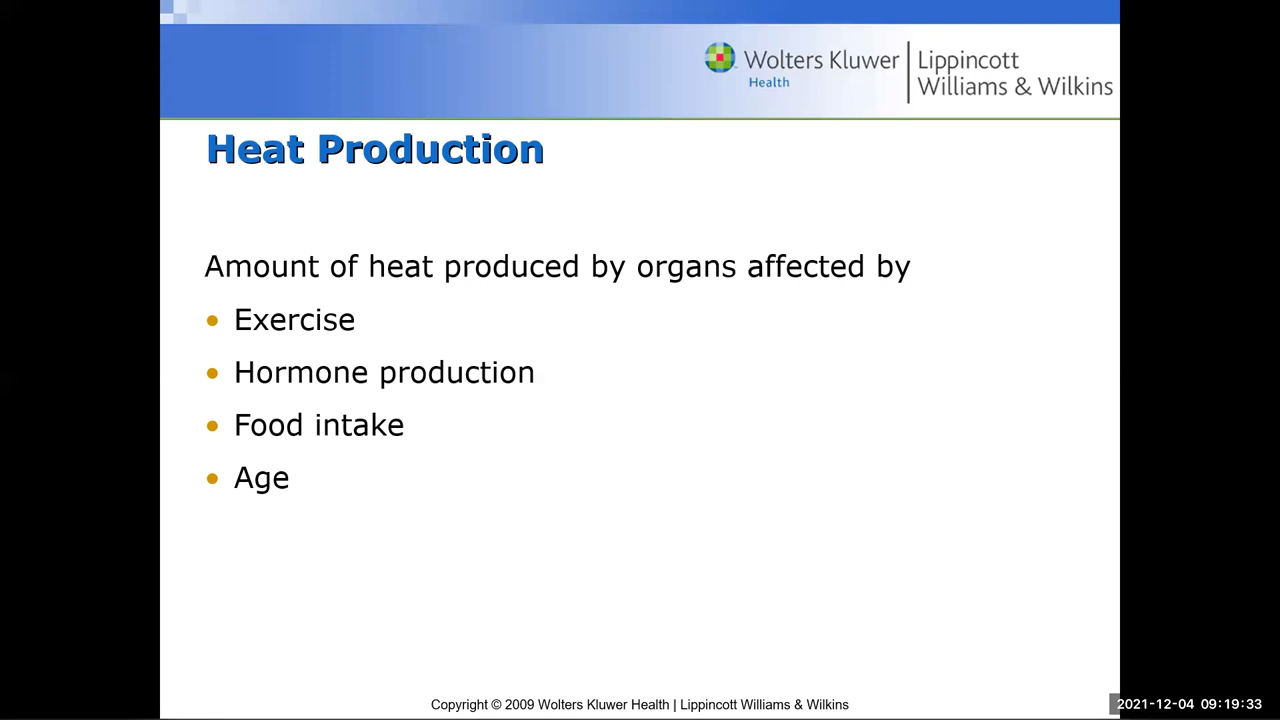 Wolters Kluwer
Health
Lippincott
Williams & Wilkins
Heat Production
Amount of heat produced by organs affected by
• Exercise
• Hormone production
• Food intake
• Age
Copyright © 2009 Wolters Kluwer Health | Lippincott Williams & Wilkins
2021-12-04 09:19:33